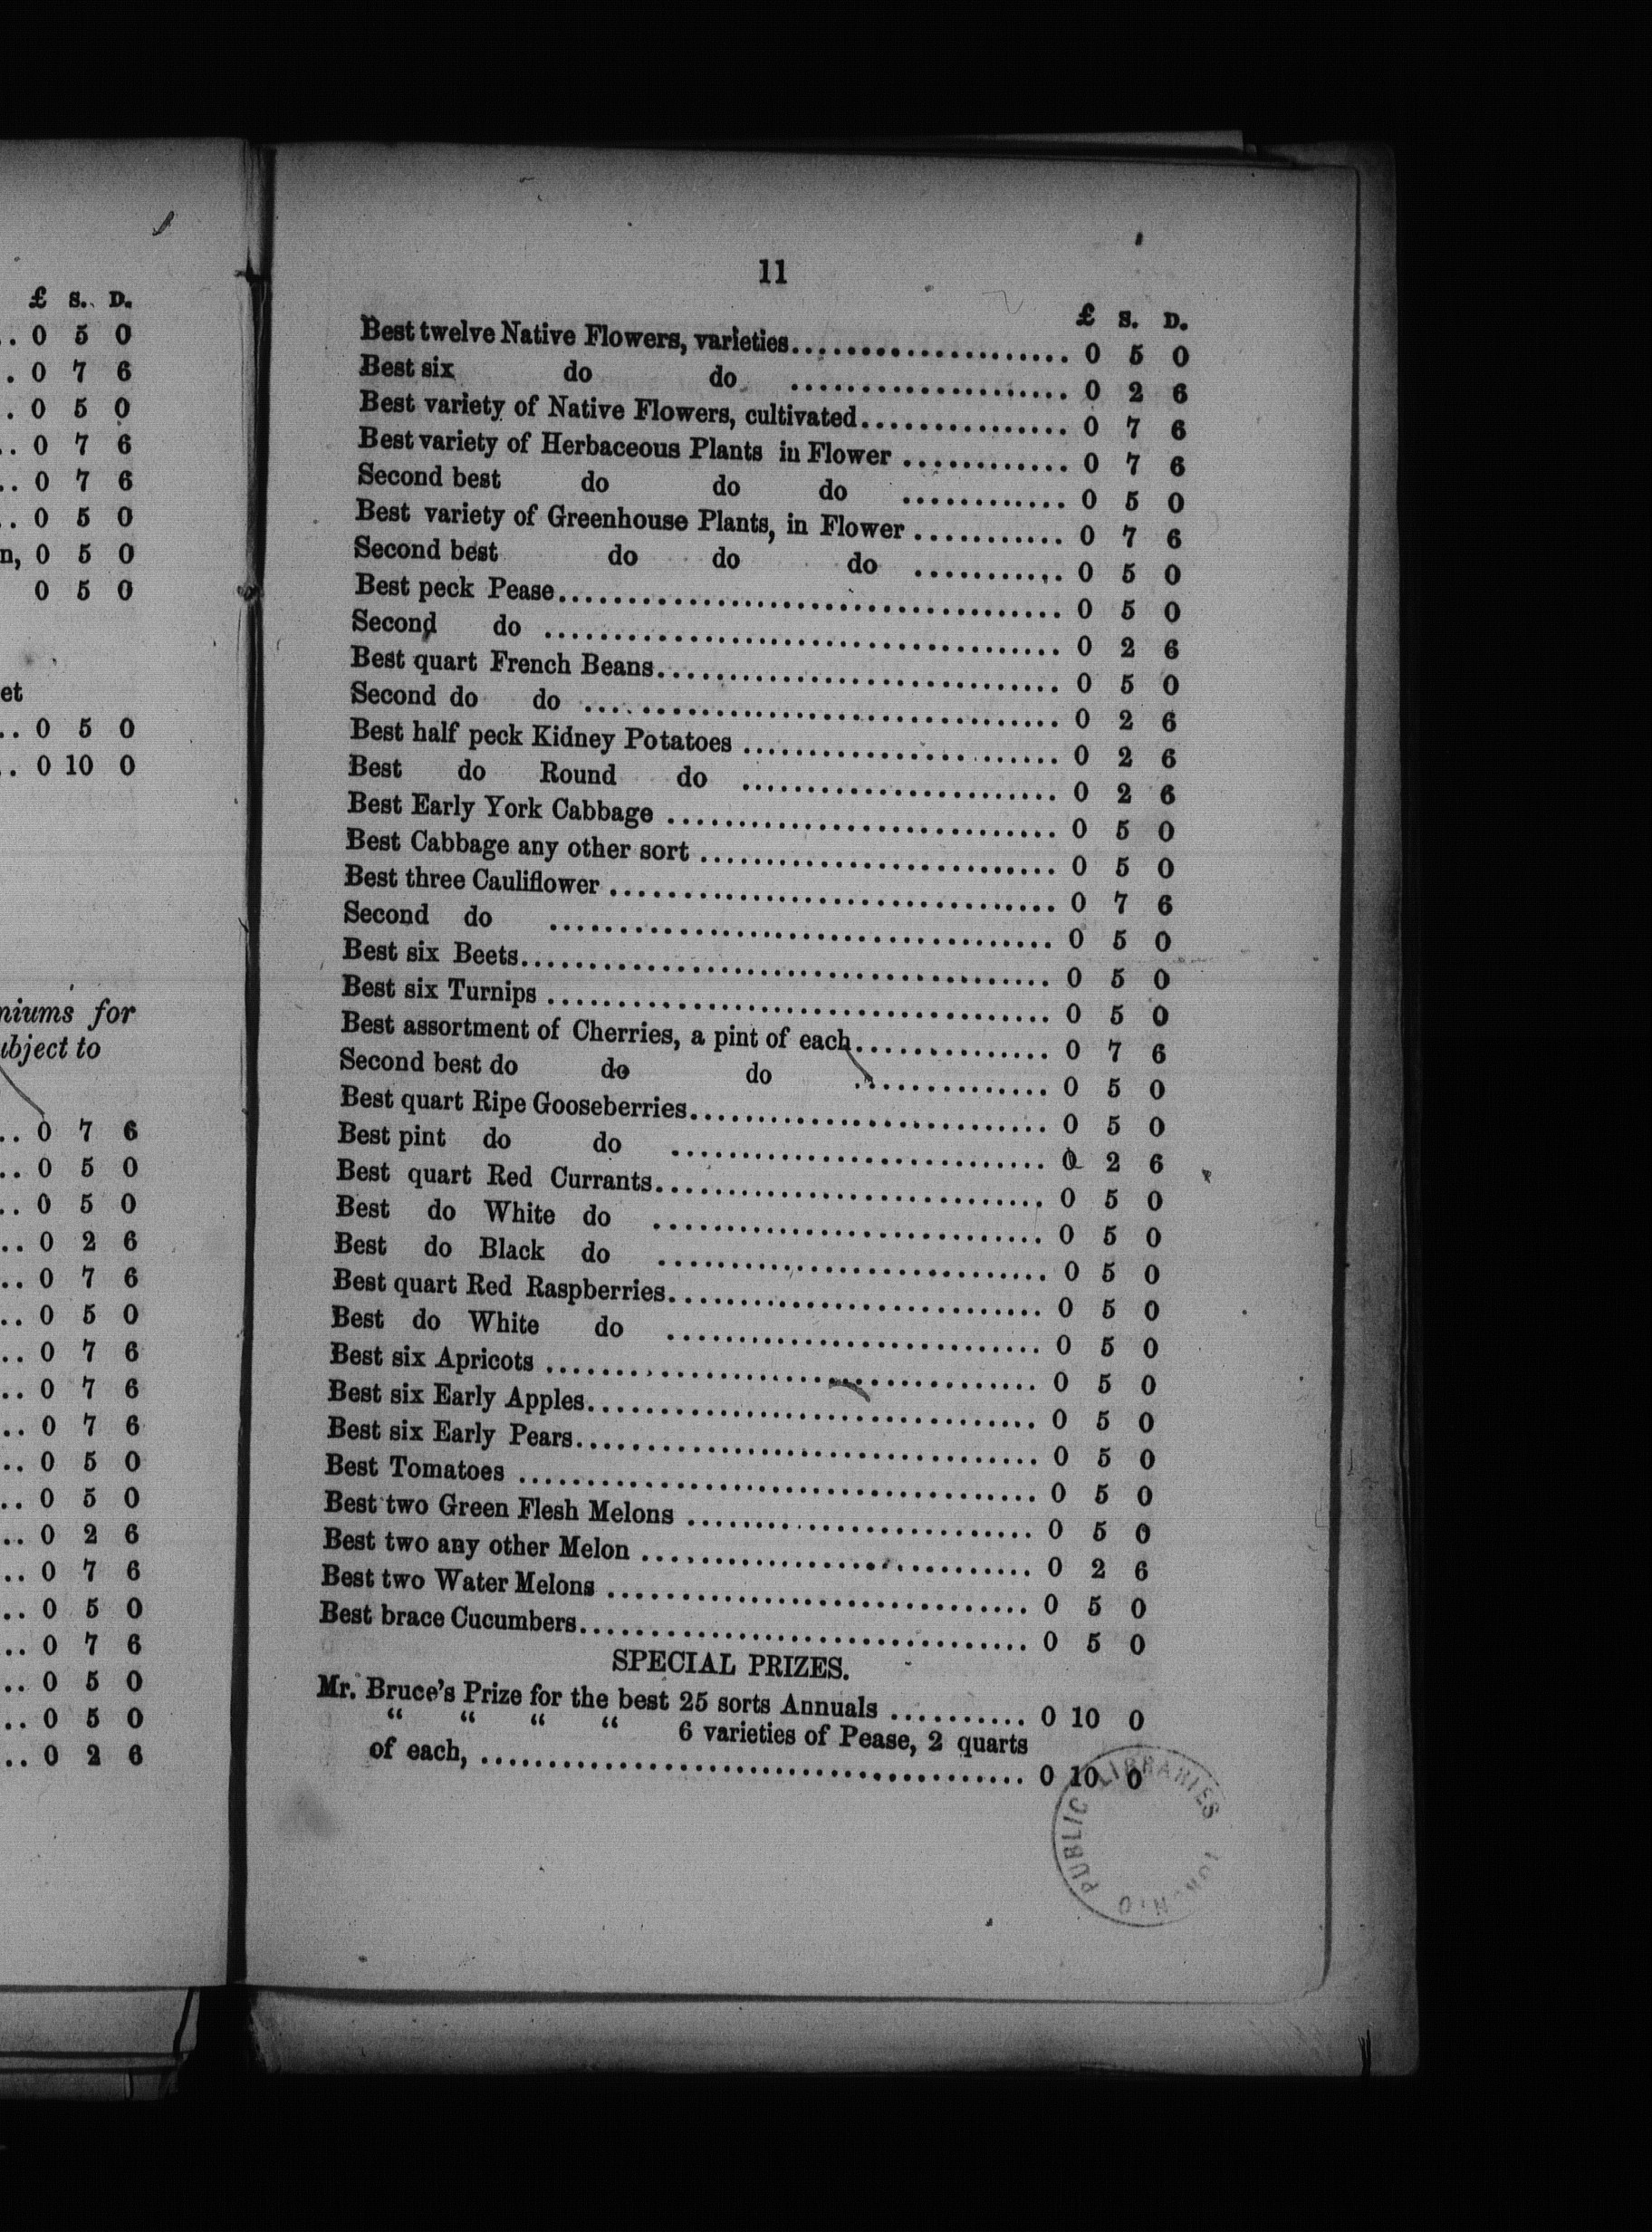 £ S. D.
.. 0 5 0
. 0 7 6
. 0 5 0
.. 0 7 6
.. 0 7 6
.. 0 5 0
n, 0 5 0
0 5 0
et
.. 0 5 0
.. 0 10 0
niums for
ubject to
.. 0 7 6
.. 0 5 0
.. 0 5 0
.. 0 2 6
.. 0 7 6
.. 0 5 0
.. 0 7 6
.. 0 7 6
.. 0 7 6
.. 0 5 0
.. 0 5 0
.. 0 2 6
.. 0 7 6
.. 0 5 0
.. 0 7 6
.. 0 5 0
.. 0 5 0
.. 0 2 6
11
£ S. D.
Best twelve Native Flowers, varieties.................... 0 5 0
Best six do do .................... 0 2 6
Best variety of Native Flowers, cultivated............... 0 7 6
Best variety of Herbaceous Plants in Flower ............ 0 7 6
Second best do do do ............ 0 5 0
Best variety of Greenhouse Plants, in Flower ........... 0 7 6
Second best do do do ........... 0 5 0
Best peck Pease..................................... 0 5 0
Second do ..................................... 0 2 6
Best quart French Beans............................. 0 5 0
Second do do .................................. 0 2 6
Best half peck Kidney Potatoes ...................... 0 2 6
Best do Round do ...................... 0 2 6
Best Early York Cabbage ............................ 0 5 0
Best Cabbage any other sort ......................... 0 5 0
Best three Cauliflower ................................ 0 7 6
Second do .................................... 0 5 0
Best six Beets....................................... 0 5 0
Best six Turnips .................................... 0 5 0
Best assortment of Cherries, a pint of each.............. 0 7 6
Second best do do do .............. 0 5 0
Best quart Ripe Gooseberries.......................... 0 5 0
Best pint do do .......................... 0 2 6
Best quart Red Currants............................ 0 5 0
Best do White do ............................ 0 5 0
Best do Black do ............................ 0 5 0
Best quart Red Raspberries........................... 0 5 0
Best do White do ........................... 0 5 0
Best six Apricots ................................... 0 5 0
Best six Early Apples................................ 0 5 0
Best six Early Pears................................. 0 5 0
Best Tomatoes ..................................... 0 5 0
Best two Green Flesh Melons ......................... 0 5 0
Best two any other Melon ............................ 0 2 6
Best two Water Melons .............................. 0 5 0
Best brace Cucumbers................................ 0 5 0
SPECIAL PRIZES.
Mr. Bruce's Prize for the best 25 sorts Annuals .......... 0 10 0
“ “ “ “ 6 varieties of Pease, 2 quarts
of each, ........................................ 0 10 0
PUBLIC LIBRARIES